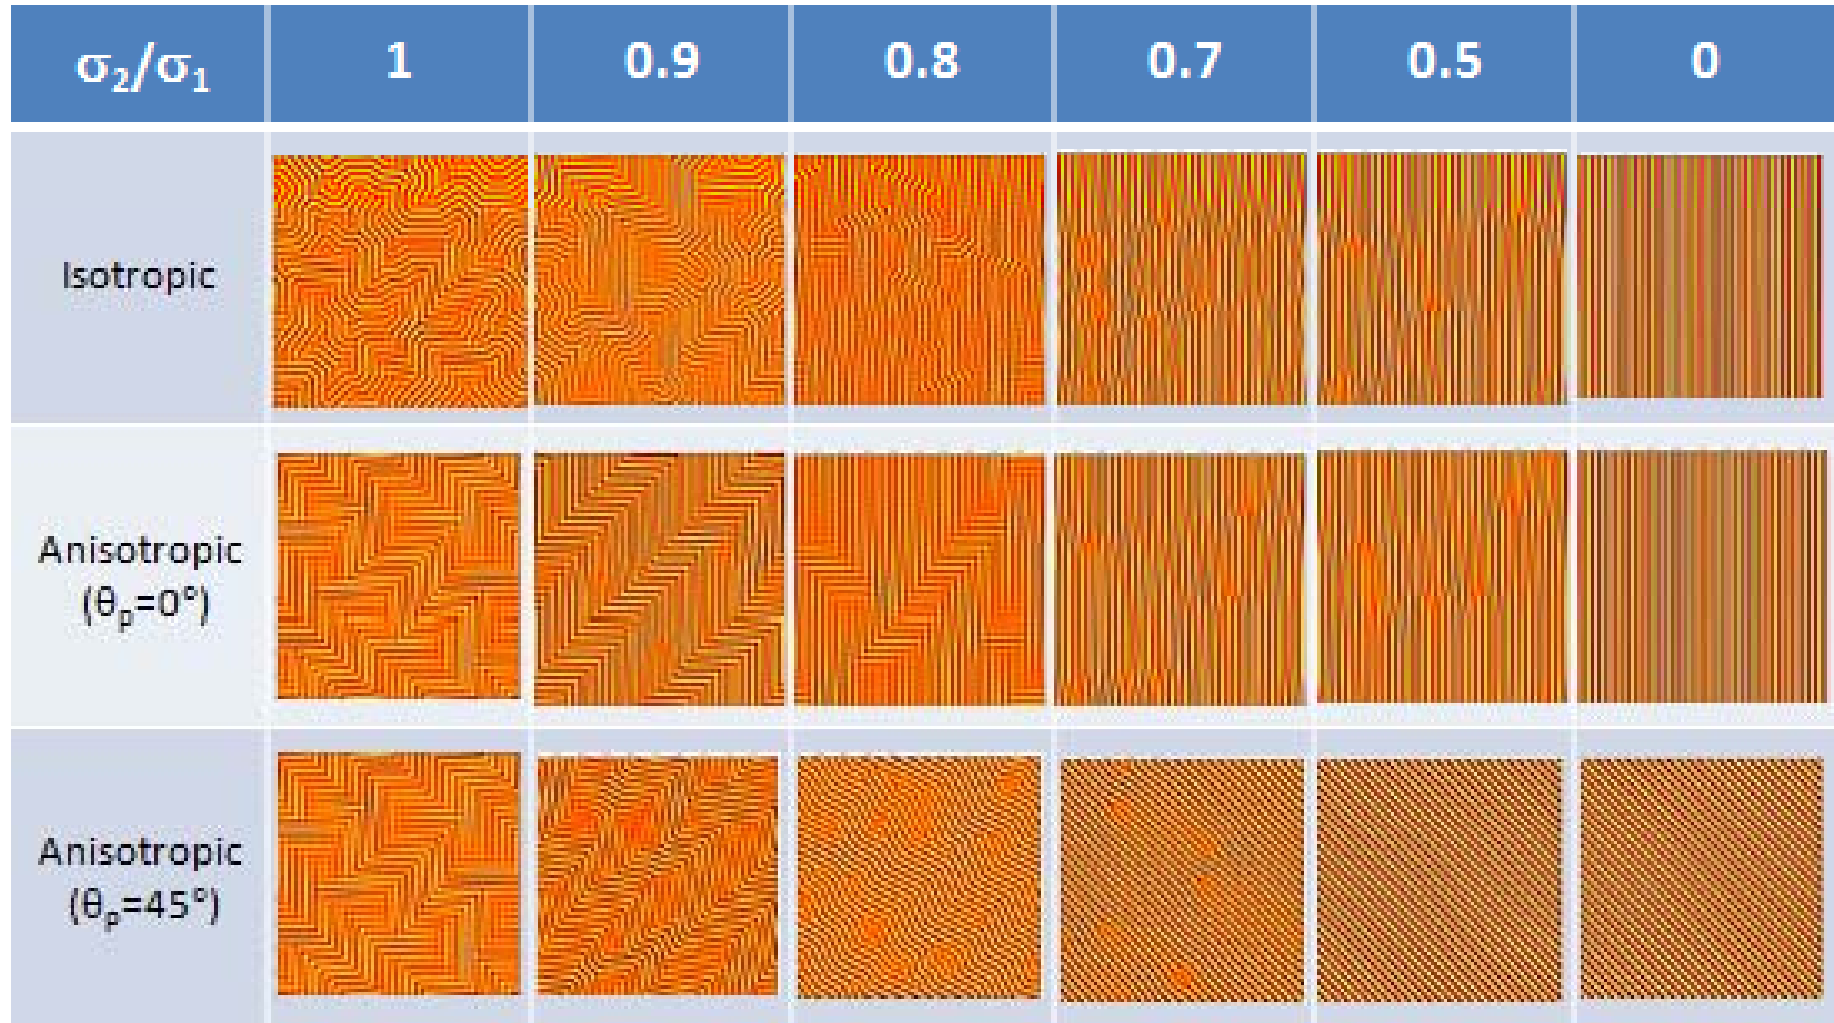 σ₂/σ₁ 1 0.9 0.8 0.7 0.5 0
Isotropic
Anisotropic
(θₚ=0°)
Anisotropic
(θₚ=45°)